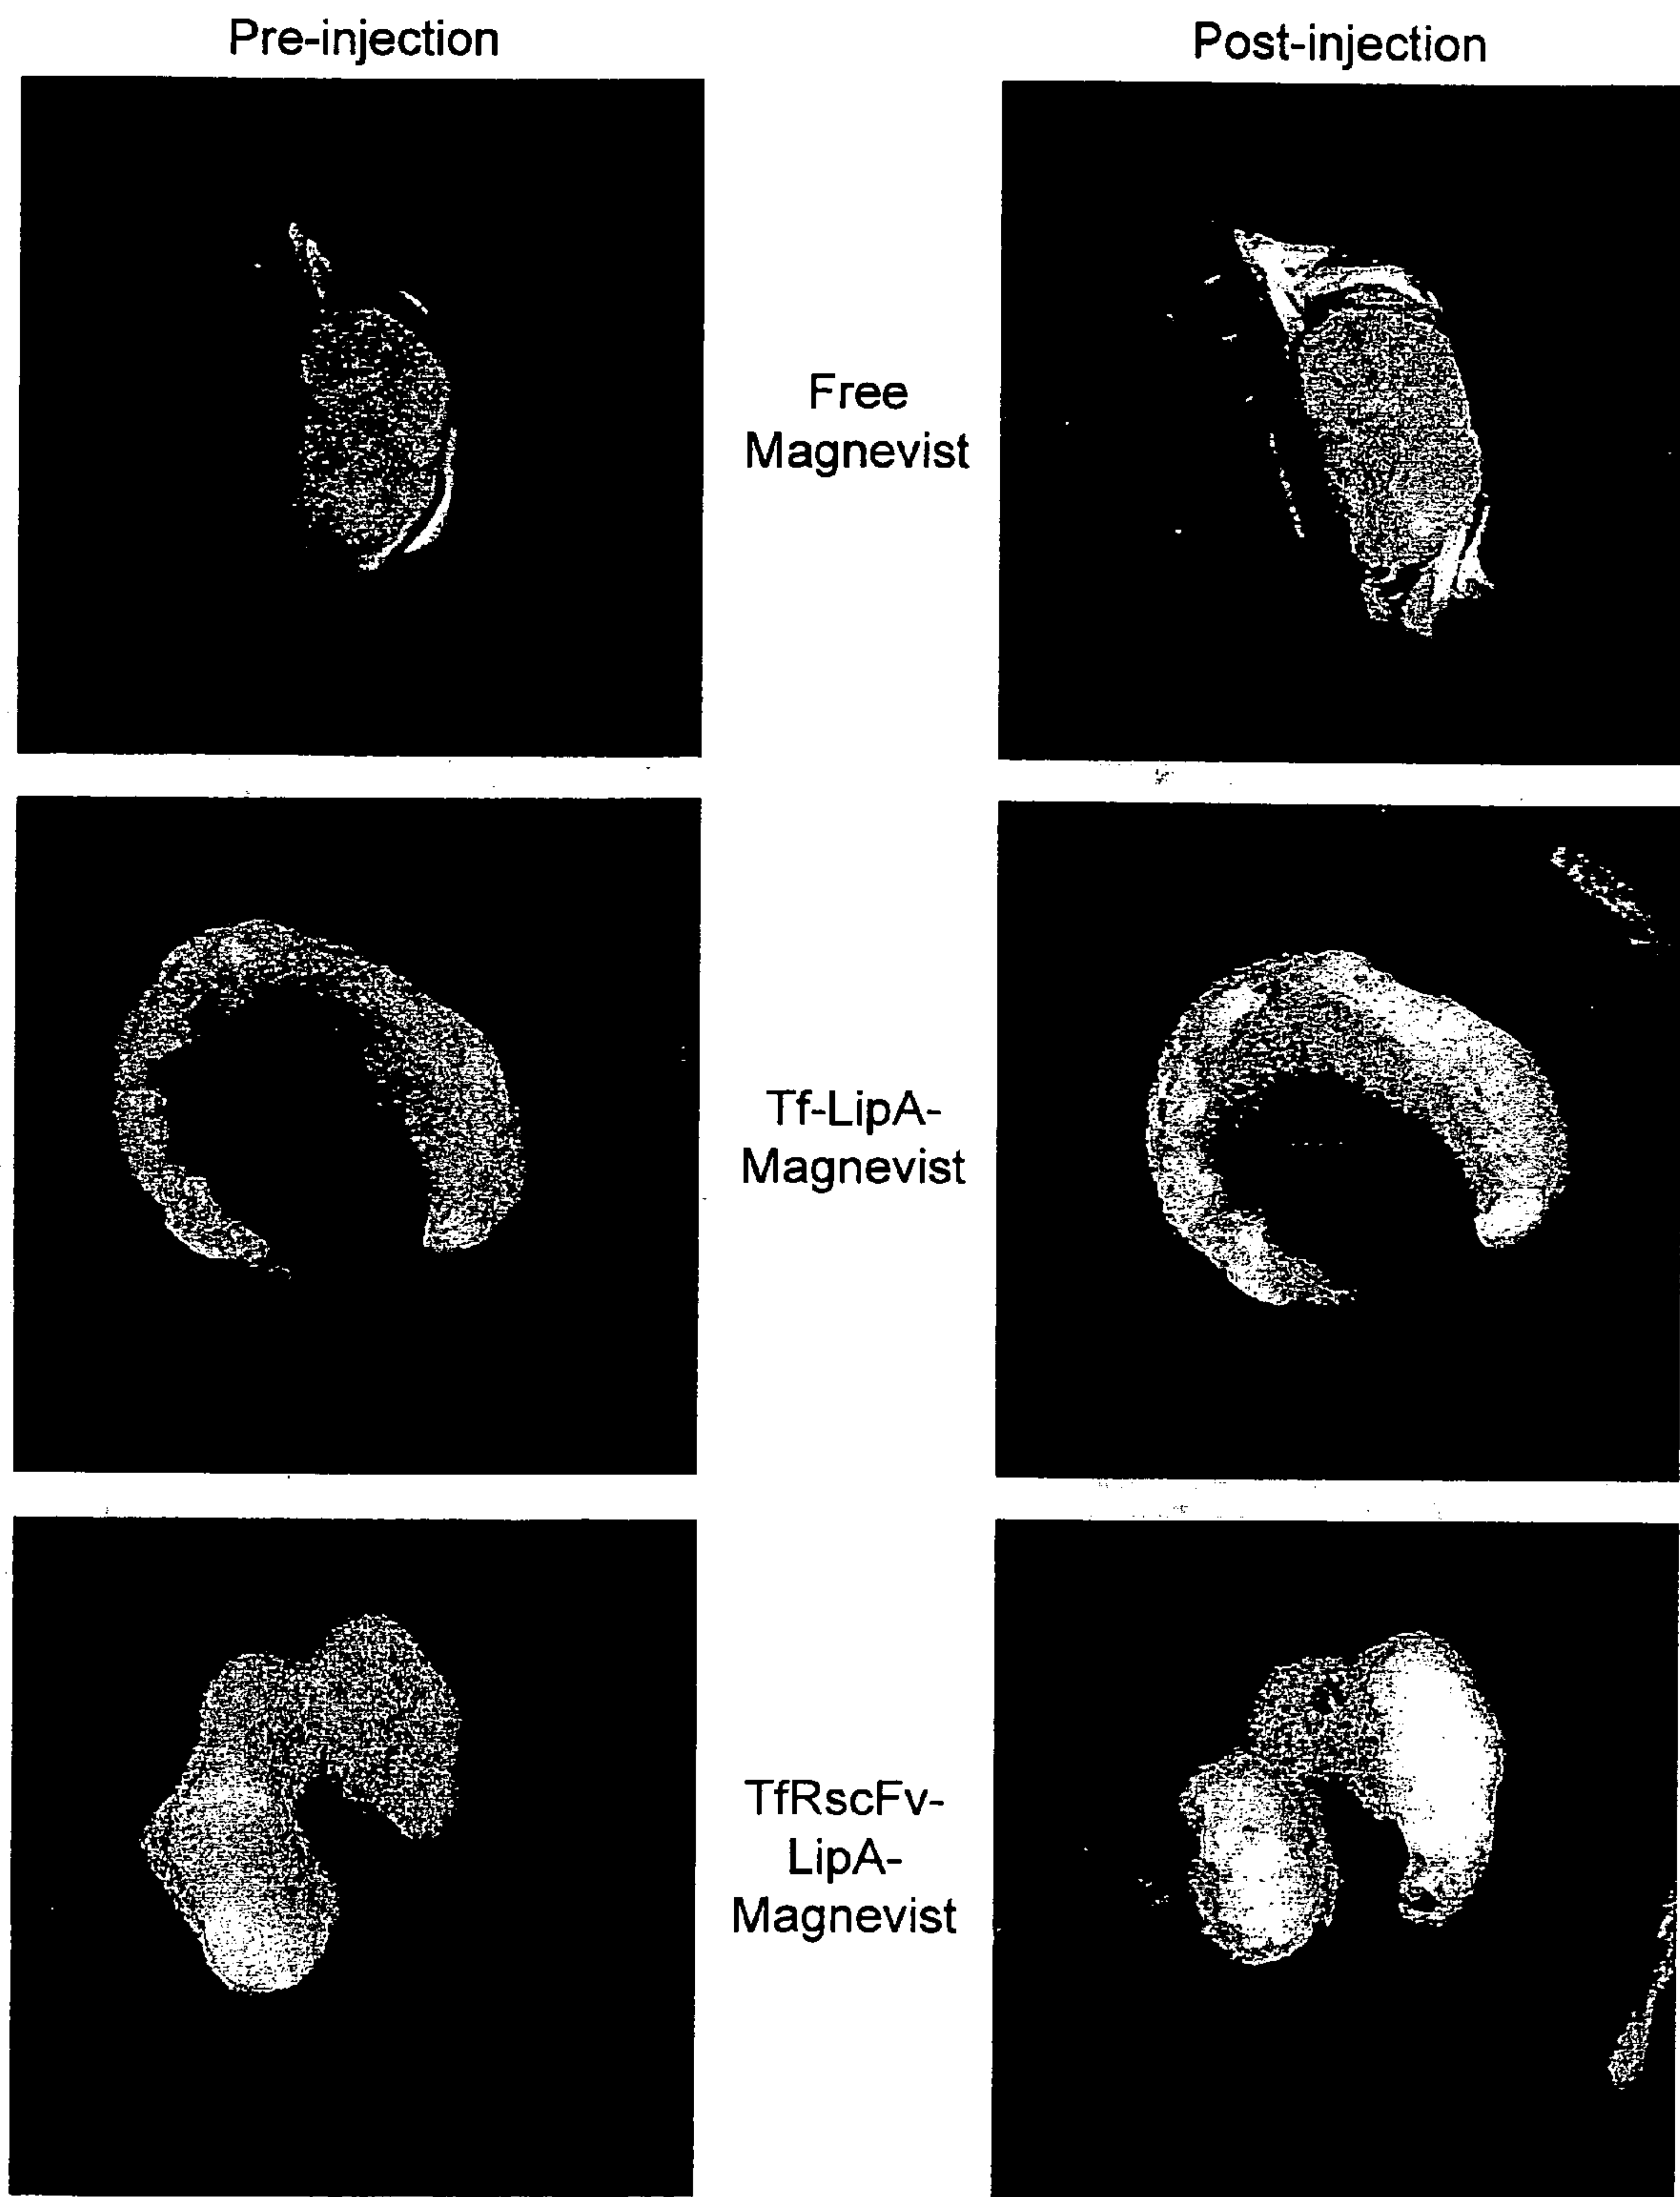 Pre-injection
Post-injection
Free
Magnevist
Tf-LipA-
Magnevist
TfRscFv-
LipA-
Magnevist